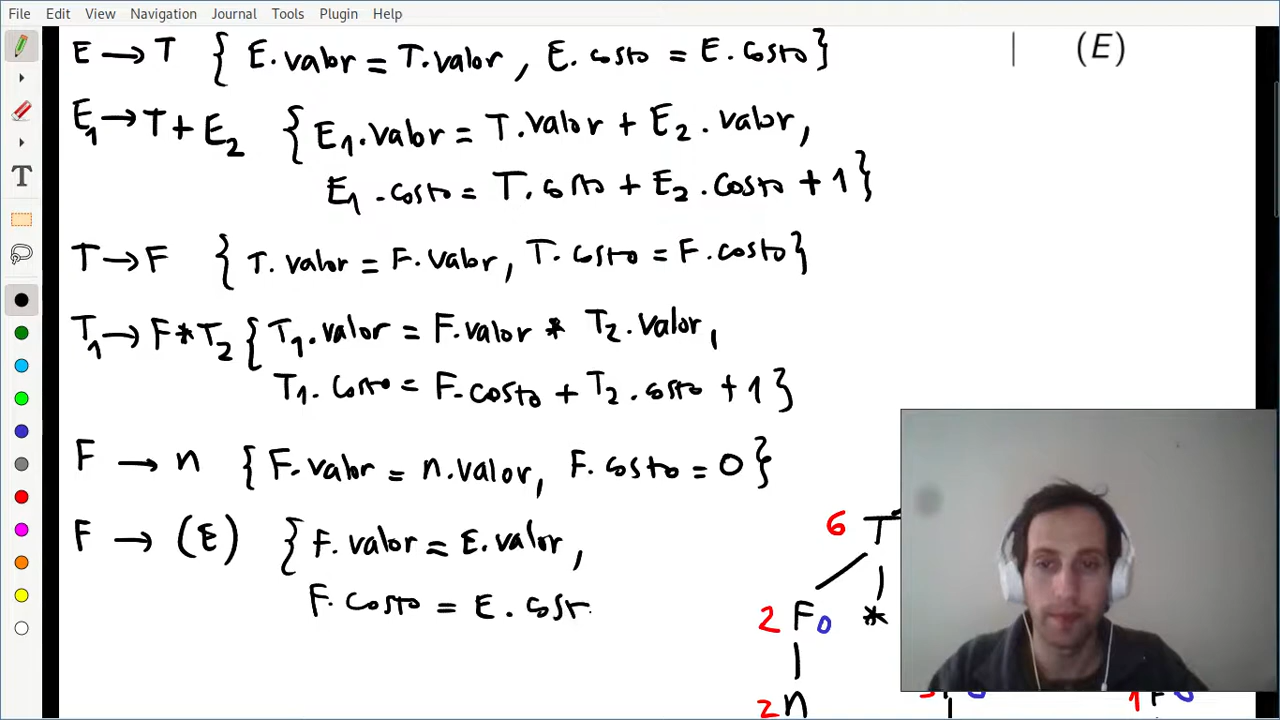 File Edit View Navigation Journal Tools Plugin Help
E → T { E.valor = T.valor, E.costo = E.costo}
| (E)
E1 → T + E2 { E1.valor = T.valor + E2.valor,
E1.costo = T.costo + E2.costo + 1}
T → F { T.valor = F.valor, T.costo = F.costo}
T1 → F * T2 { T1.valor = F.valor * T2.valor,
T1.costo = F.costo + T2.costo + 1}
F → n { F.valor = n.valor, F.costo = 0}
F → (E) { F.valor = E.valor,
F.costo = E.cost
6 T
2 F 0 *
2 n
T